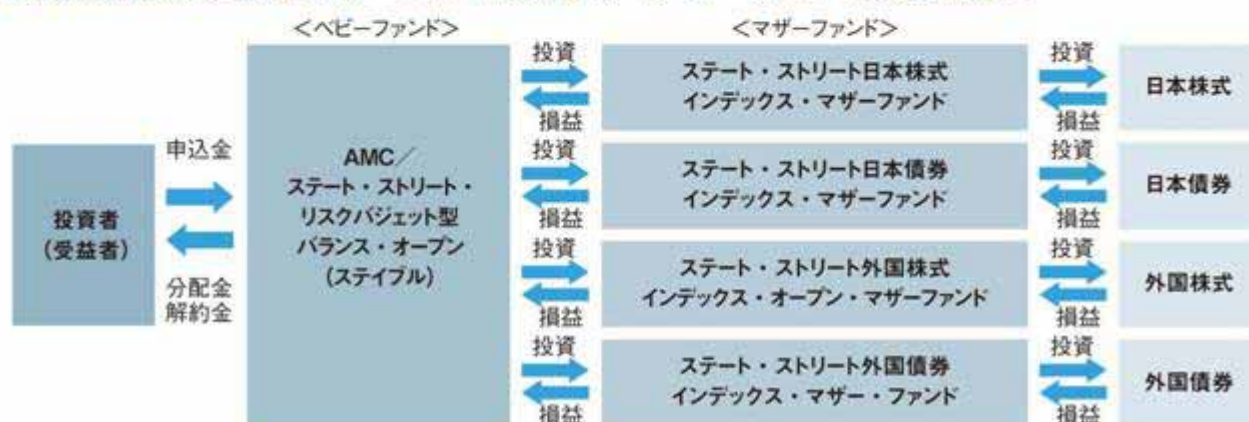 <ベビーファンド>
<マザーファンド>
投資者
(受益者)
申込金
分配金
解約金
AMC/
ステート・ストリート・
リスクバジェット型
バランス・オープン
(ステイブル)
投資
損益
ステート・ストリート日本株式
インデックス・マザーファンド
投資
損益
日本株式
投資
損益
ステート・ストリート日本債券
インデックス・マザーファンド
投資
損益
日本債券
投資
損益
ステート・ストリート外国株式
インデックス・オープン・マザーファンド
投資
損益
外国株式
投資
損益
ステート・ストリート外国債券
インデックス・マザー・ファンド
投資
損益
外国債券